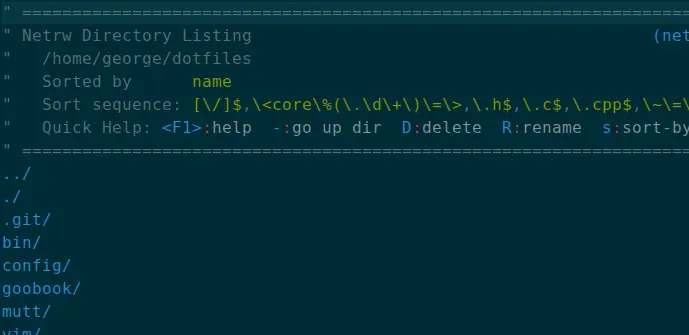 " ====================================================================
" Netrw Directory Listing (net
"   /home/george/dotfiles
"   Sorted by      name
"   Sort sequence: [\/]$,\<core\%(\.\d\+\)\=\>,\.h$,\.c$,\.cpp$,\~\=\
"   Quick Help: <F1>:help  -:go up dir  D:delete  R:rename  s:sort-by
" ====================================================================
../
./
.git/
bin/
config/
goobook/
mutt/
vim/